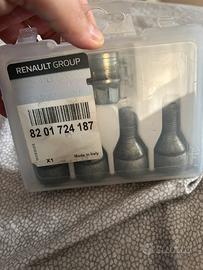 RENAULT GROUP
82 01 724 187
X1
Made in Italy